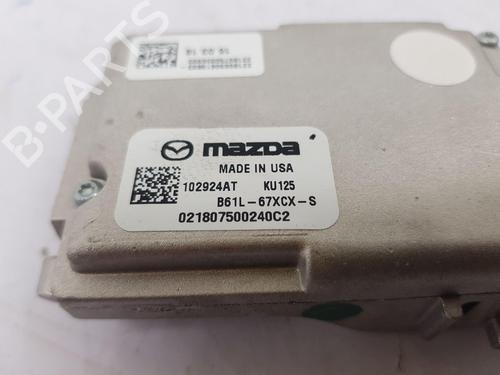 mazda
MADE IN USA
102924AT KU125
B61L-67XCX-S
021807500240C2
B-PARTS